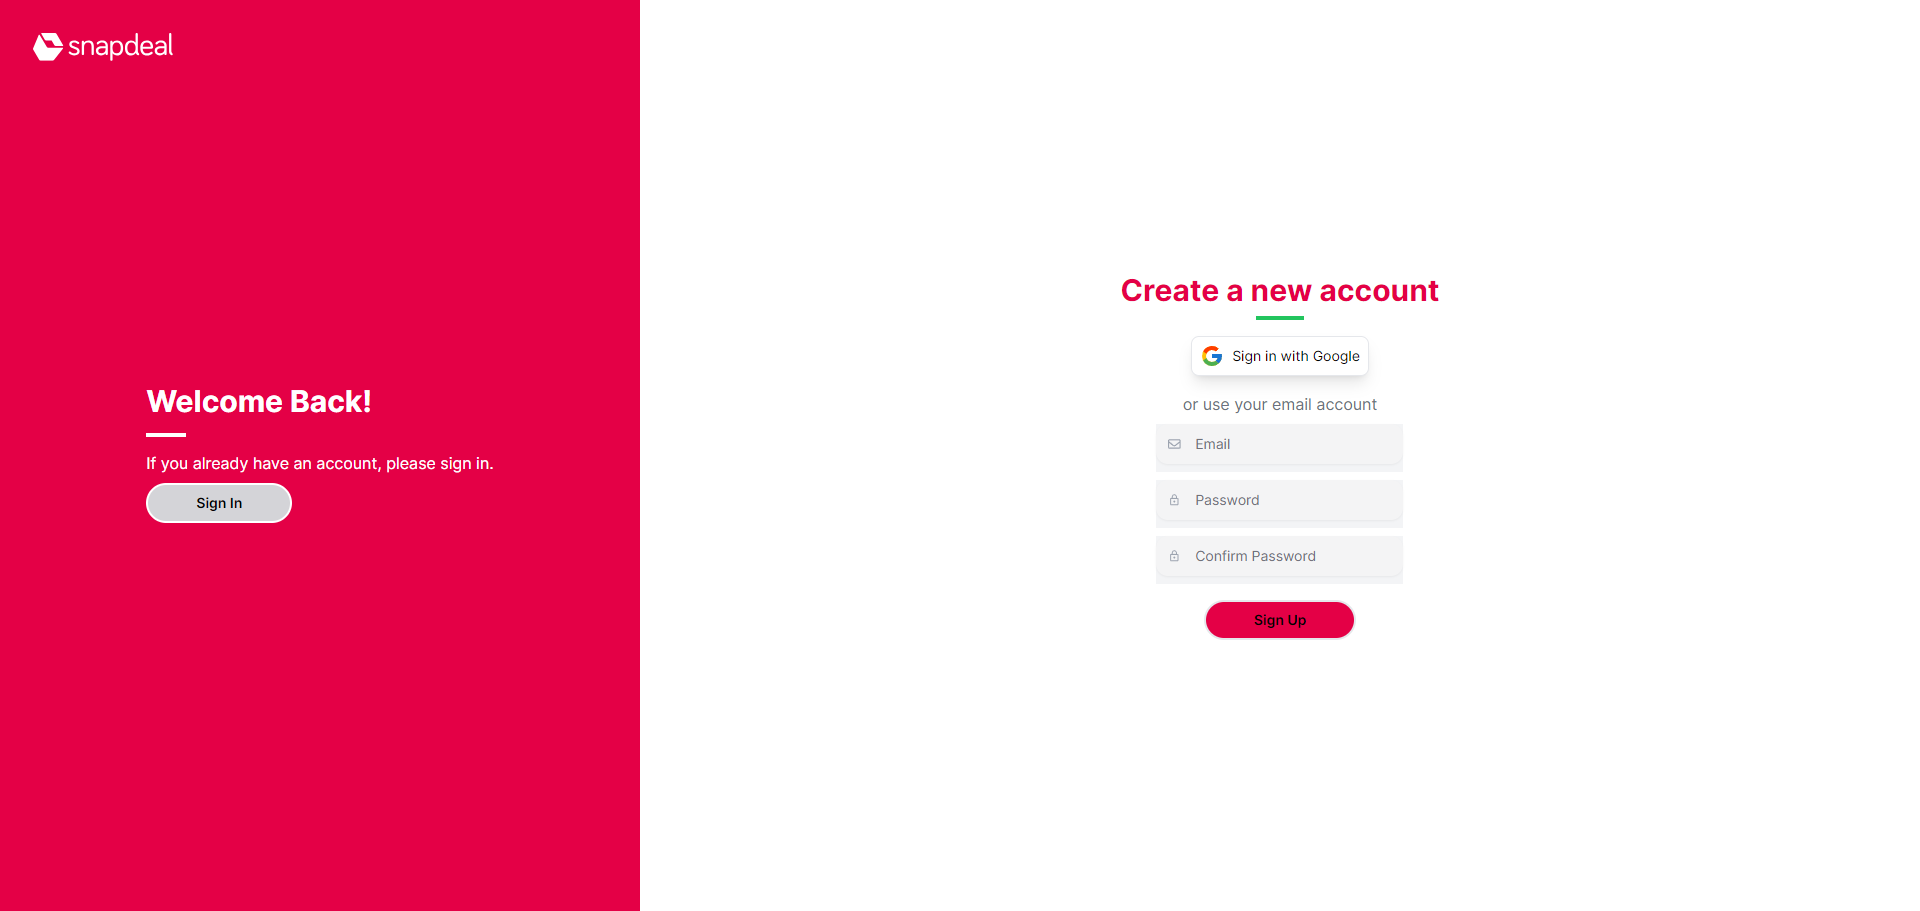 snapdeal
Welcome Back!
If you already have an account, please sign in.
Sign In
Create a new account
Sign in with Google
or use your email account
Email
Password
Confirm Password
Sign Up